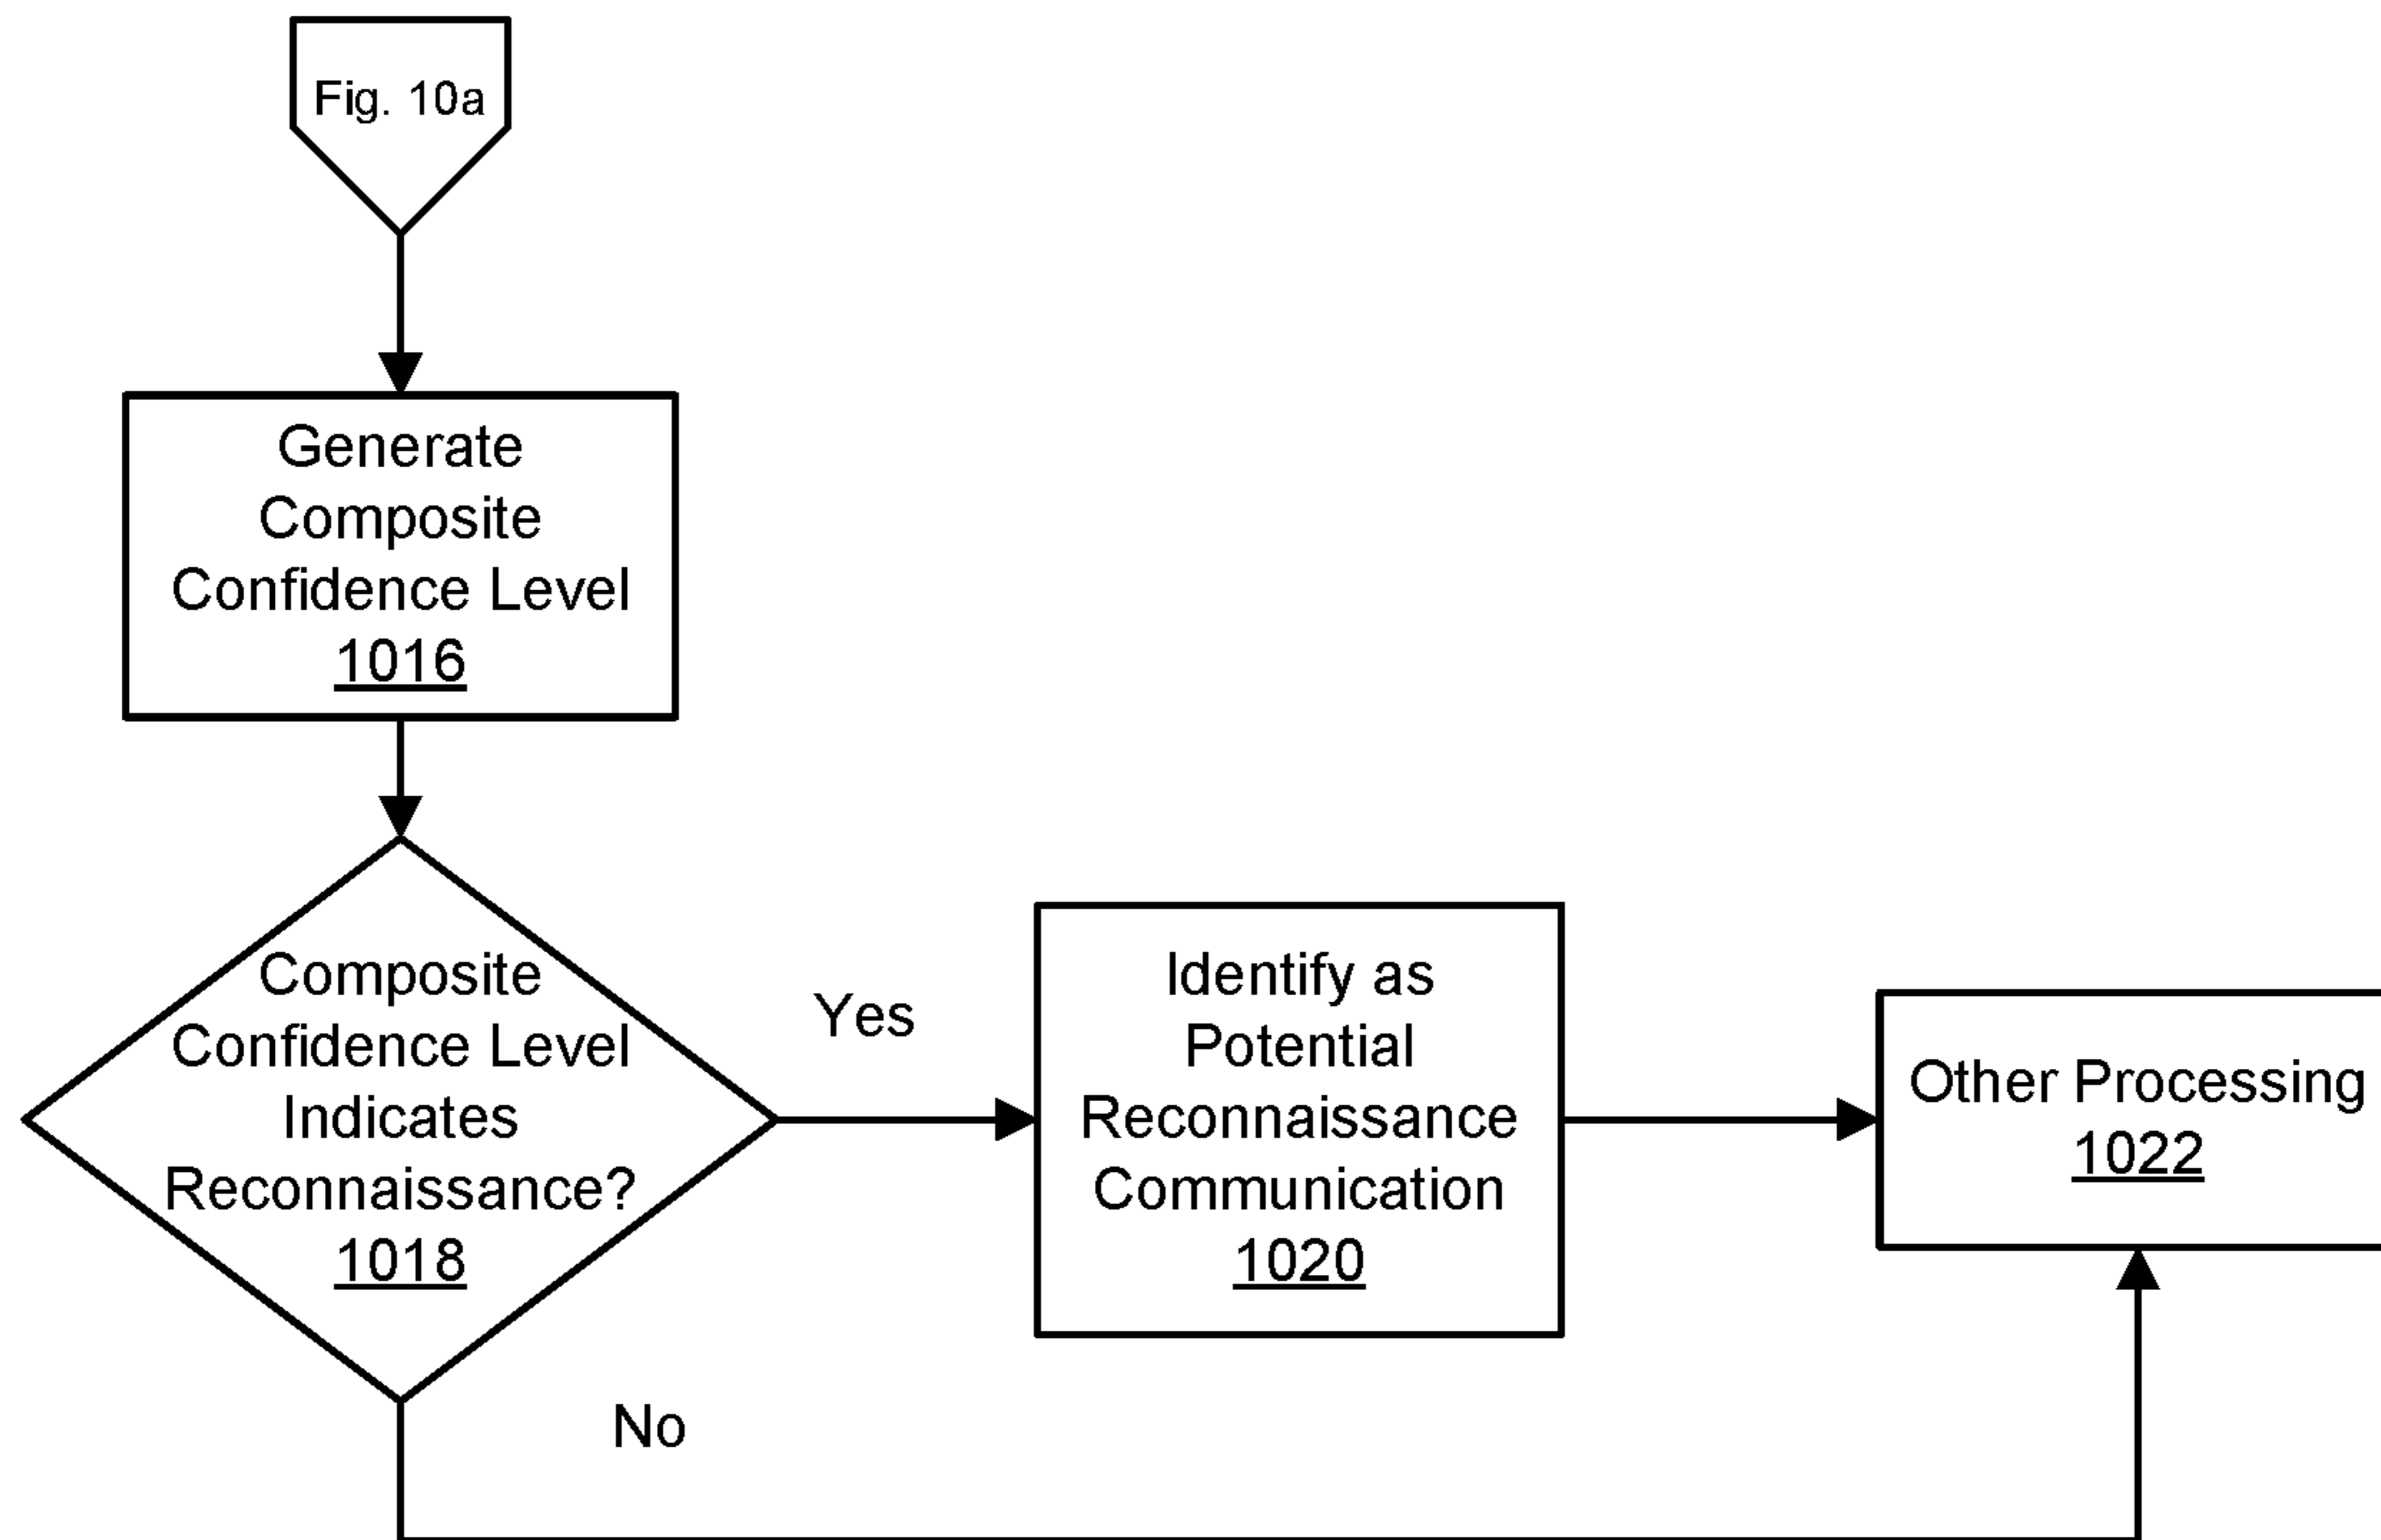 Fig. 10a
Generate
Composite
Confidence Level
1016
Composite
Confidence Level
Indicates
Reconnaissance?
1018
Yes
No
Identify as
Potential
Reconnaissance
Communication
1020
Other Processing
1022